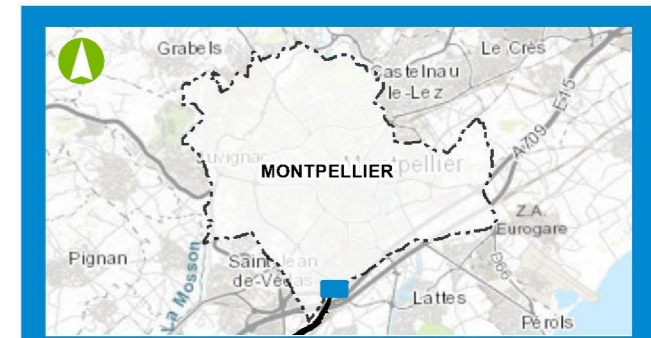 Grabels
Le Crès
Castelnau
le-Lez
E15
A709
MONTPELLIER
Z.A.
Eurogare
D66
Pignan
La Mosson
Saint Jean
de-Védas
Lattes
Pérols